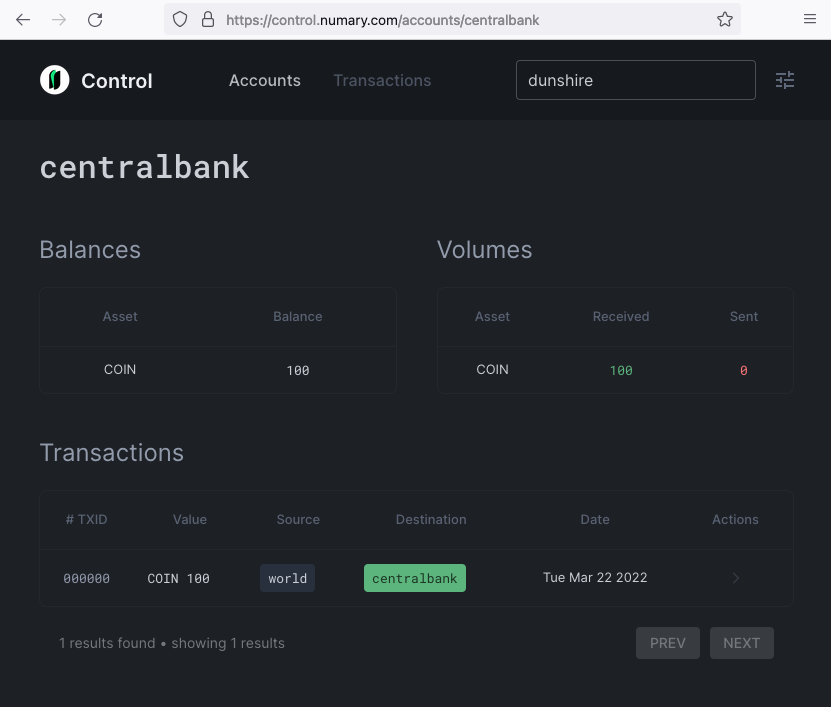 https://control.numary.com/accounts/centralbank
Control Accounts Transactions dunshire
centralbank
Balances
Asset Balance
COIN 100
Volumes
Asset Received Sent
COIN 100 0
Transactions
# TXID Value Source Destination Date Actions
000000 COIN 100 world centralbank Tue Mar 22 2022
1 results found • showing 1 results PREV NEXT